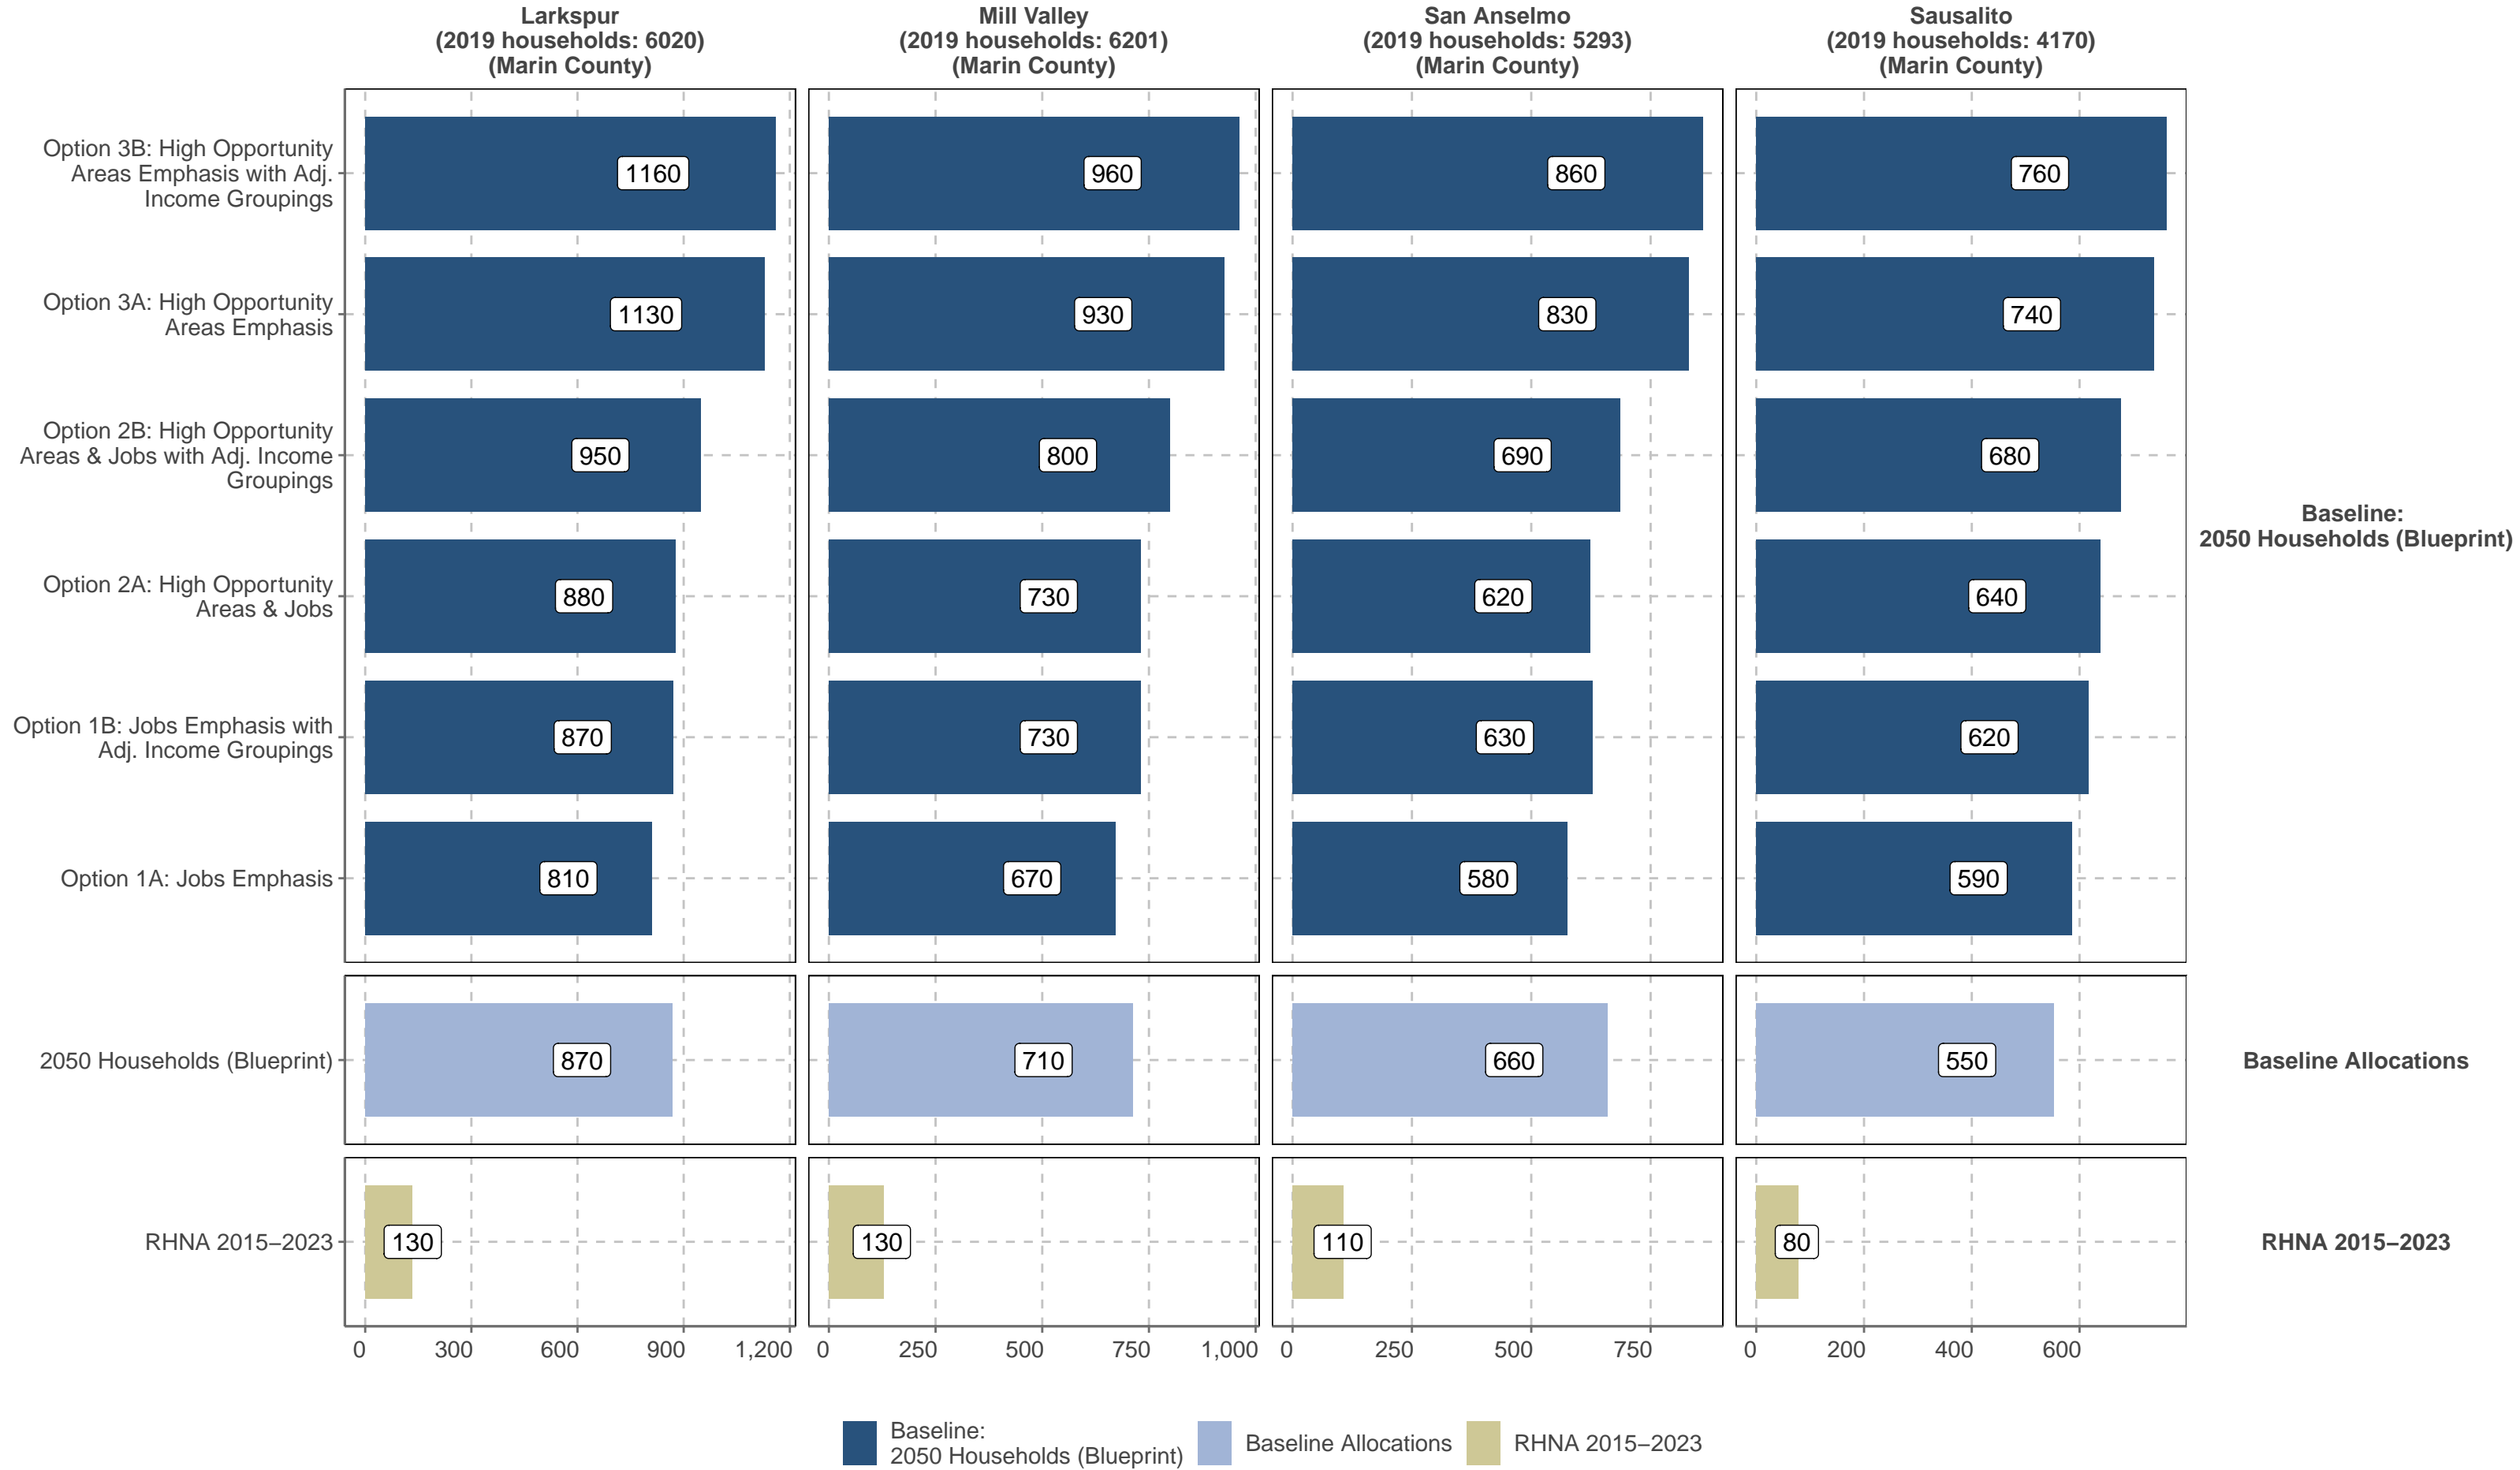 Larkspur
(2019 households: 6020)
(Marin County)
Mill Valley
(2019 households: 6201)
(Marin County)
San Anselmo
(2019 households: 5293)
(Marin County)
Sausalito
(2019 households: 4170)
(Marin County)
Option 3B: High Opportunity
Areas Emphasis with Adj.
Income Groupings
1160
960
860
760
Option 3A: High Opportunity
Areas Emphasis
1130
930
830
740
Option 2B: High Opportunity
Areas & Jobs with Adj. Income
Groupings
950
800
690
680
Baseline:
2050 Households (Blueprint)
Option 2A: High Opportunity
Areas & Jobs
880
730
620
640
Option 1B: Jobs Emphasis with
Adj. Income Groupings
870
730
630
620
Option 1A: Jobs Emphasis
810
670
580
590
2050 Households (Blueprint)
870
710
660
550
Baseline Allocations
RHNA 2015−2023
130
130
110
80
RHNA 2015−2023
0 300 600 900 1,200
0 250 500 750 1,000
0 250 500 750
0 200 400 600
Baseline:
2050 Households (Blueprint)
Baseline Allocations
RHNA 2015−2023